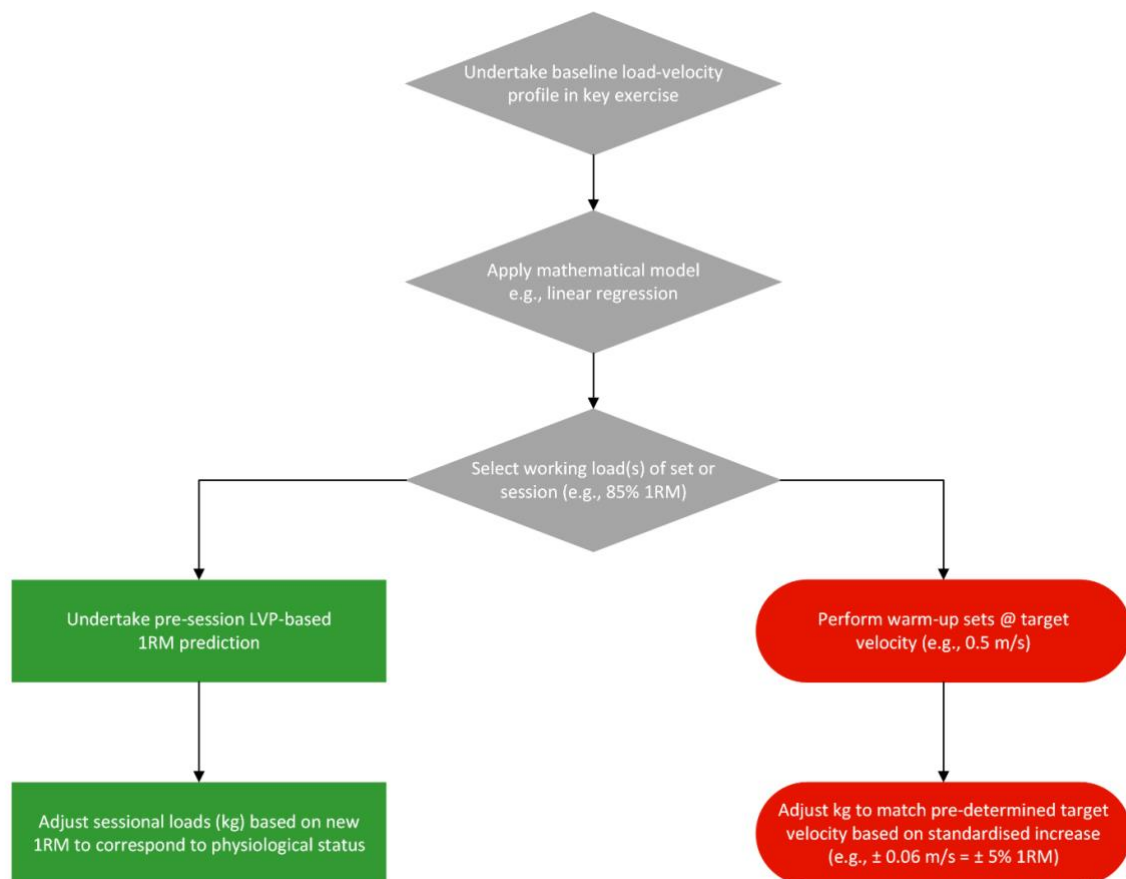 Undertake baseline load-velocity
profile in key exercise
Apply mathematical model
e.g., linear regression
Select working load(s) of set or
session (e.g., 85% 1RM)
Undertake pre-session LVP-based
1RM prediction
Perform warm-up sets @ target
velocity (e.g., 0.5 m/s)
Adjust sessional loads (kg) based on new
1RM to correspond to physiological status
Adjust kg to match pre-determined target
velocity based on standardised increase
(e.g., ± 0.06 m/s = ± 5% 1RM)